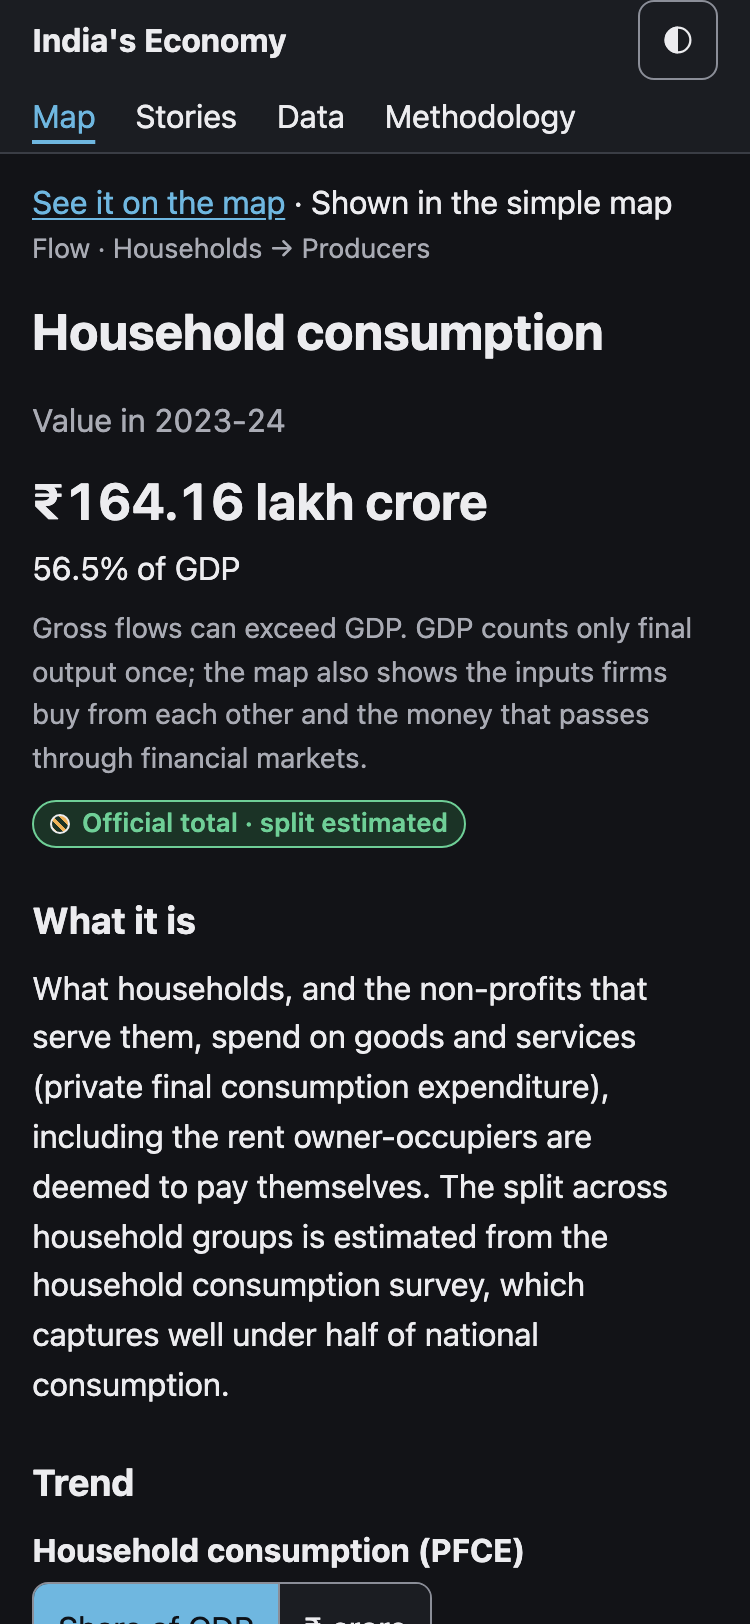 India's Economy
Map Stories Data Methodology
See it on the map · Shown in the simple map
Flow · Households → Producers
Household consumption
Value in 2023-24
₹164.16 lakh crore
56.5% of GDP
Gross flows can exceed GDP. GDP counts only final
output once; the map also shows the inputs firms
buy from each other and the money that passes
through financial markets.
Official total · split estimated
What it is
What households, and the non-profits that
serve them, spend on goods and services
(private final consumption expenditure),
including the rent owner-occupiers are
deemed to pay themselves. The split across
household groups is estimated from the
household consumption survey, which
captures well under half of national
consumption.
Trend
Household consumption (PFCE)
Share of GDP ₹ crore